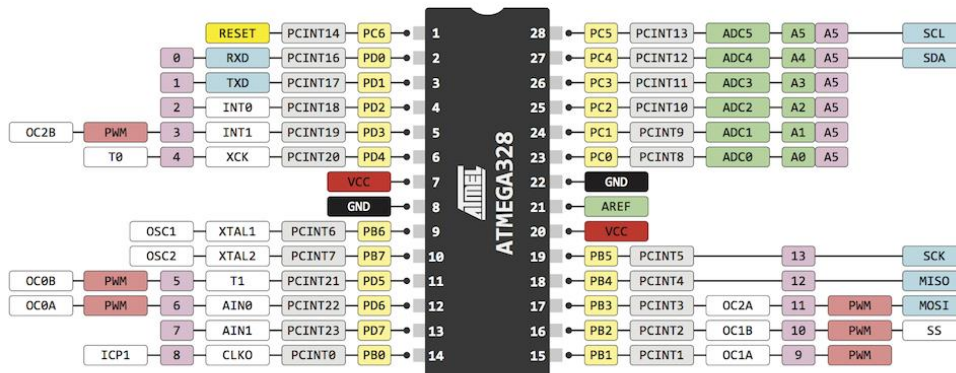 RESET PCINT14 PC6 1 28 PC5 PCINT13 ADC5 A5 A5 SCL
0 RXD PCINT16 PD0 2 27 PC4 PCINT12 ADC4 A4 A5 SDA
1 TXD PCINT17 PD1 3 26 PC3 PCINT11 ADC3 A3 A5
2 INT0 PCINT18 PD2 4 25 PC2 PCINT10 ADC2 A2 A5
OC2B PWM 3 INT1 PCINT19 PD3 5 24 PC1 PCINT9 ADC1 A1 A5
T0 4 XCK PCINT20 PD4 6 23 PC0 PCINT8 ADC0 A0 A5
VCC 7 22 GND
GND 8 21 AREF
OSC1 XTAL1 PCINT6 PB6 9 20 VCC
OSC2 XTAL2 PCINT7 PB7 10 19 PB5 PCINT5 13 SCK
OC0B PWM 5 T1 PCINT21 PD5 11 18 PB4 PCINT4 12 MISO
OC0A PWM 6 AIN0 PCINT22 PD6 12 17 PB3 PCINT3 OC2A 11 PWM MOSI
7 AIN1 PCINT23 PD7 13 16 PB2 PCINT2 OC1B 10 PWM SS
ICP1 8 CLKO PCINT0 PB0 14 15 PB1 PCINT1 OC1A 9 PWM
ATMEL
ATMEGA328